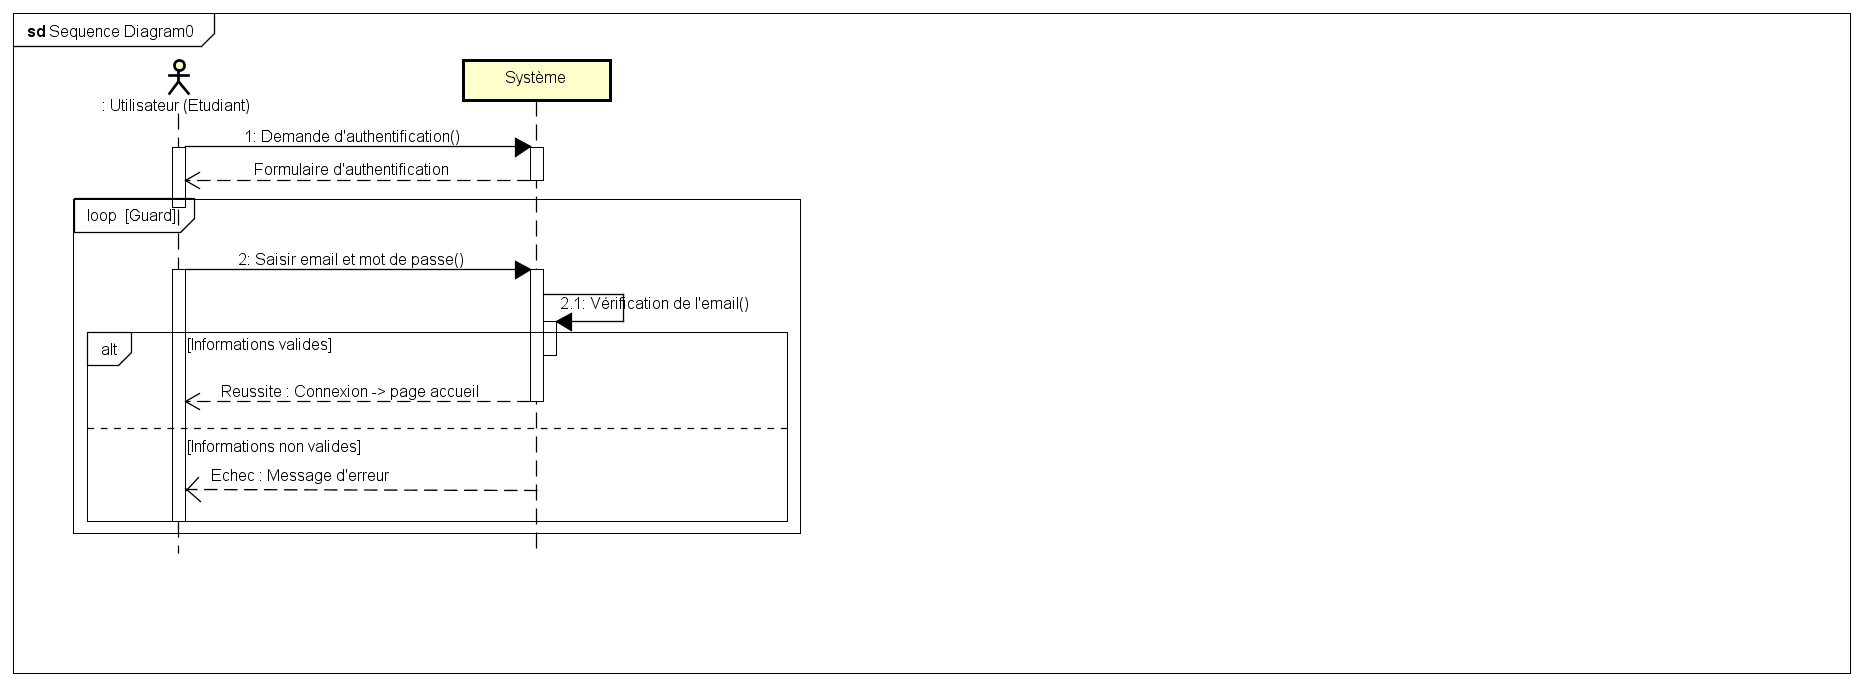 sd Sequence Diagram0
Système
: Utilisateur (Etudiant)
1: Demande d'authentification()
Formulaire d'authentification
loop [Guard]
2: Saisir email et mot de passe()
2.1: Vérification de l'email()
alt
[Informations valides]
Reussite : Connexion -> page accueil
[Informations non valides]
Echec : Message d'erreur